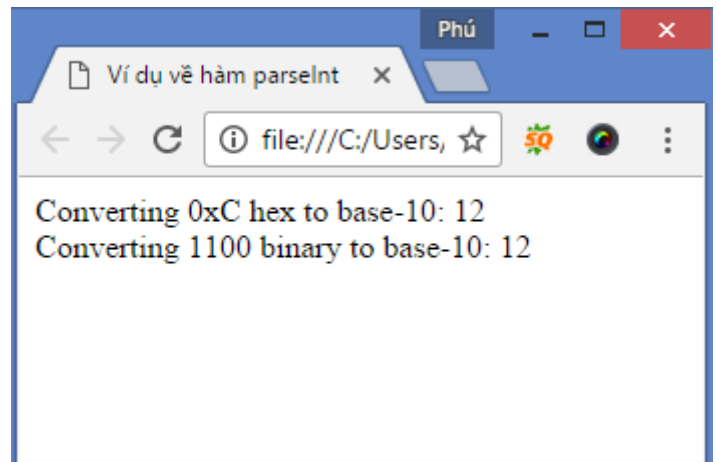 Phú
Ví dụ về hàm parseInt
file:///C:/Users,
SQ
Converting 0xC hex to base-10: 12
Converting 1100 binary to base-10: 12